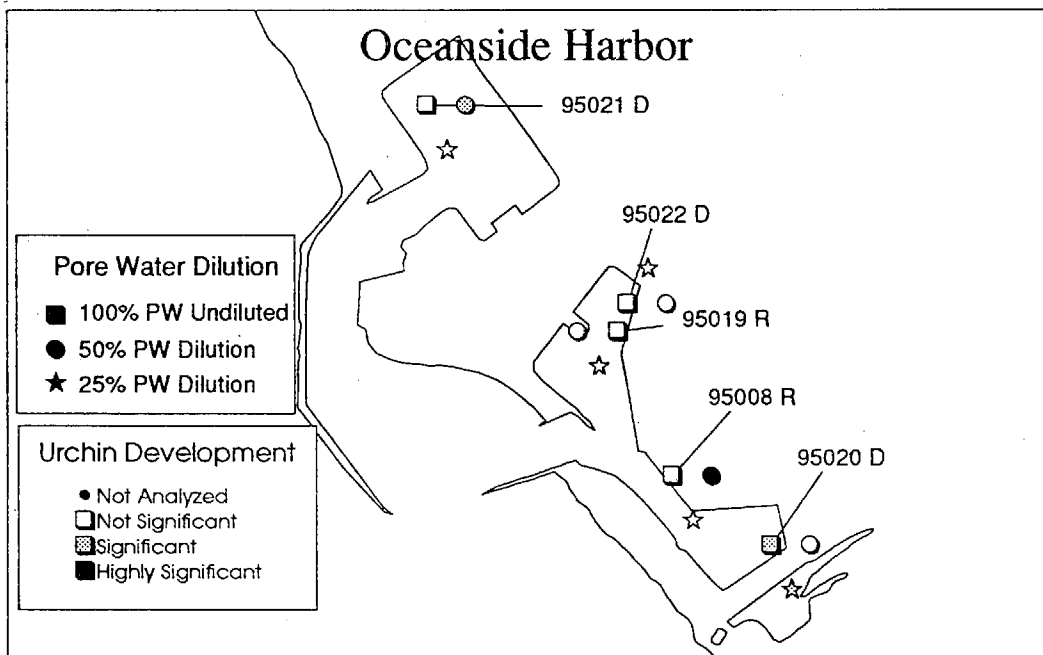 Oceanside Harbor
95021 D
95022 D
95019 R
95008 R
95020 D
Pore Water Dilution
100% PW Undiluted
50% PW Dilution
25% PW Dilution
Urchin Development
Not Analyzed
Not Significant
Significant
Highly Significant